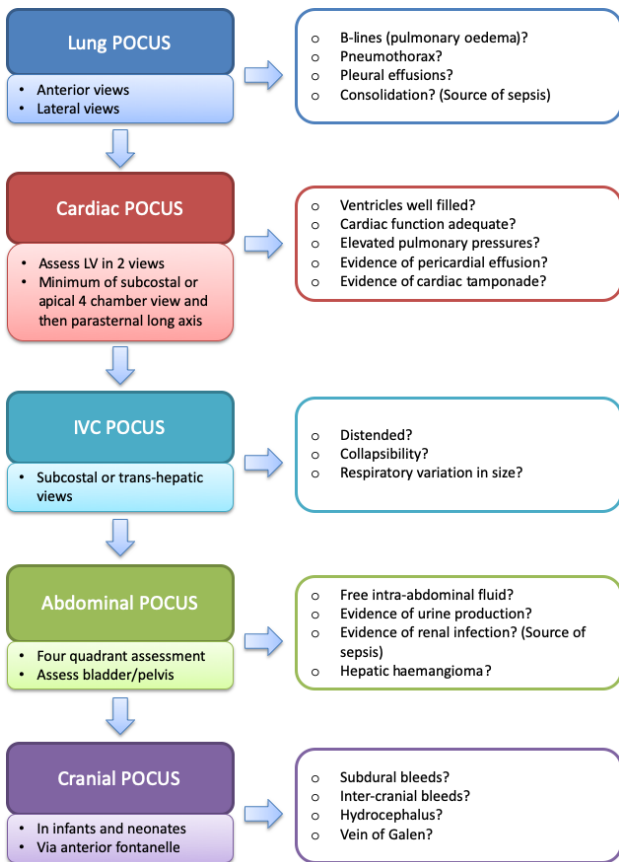 Lung POCUS
• Anterior views
• Lateral views
o B-lines (pulmonary oedema)?
o Pneumothorax?
o Pleural effusions?
o Consolidation? (Source of sepsis)
Cardiac POCUS
• Assess LV in 2 views
• Minimum of subcostal or
apical 4 chamber view and
then parasternal long axis
o Ventricles well filled?
o Cardiac function adequate?
o Elevated pulmonary pressures?
o Evidence of pericardial effusion?
o Evidence of cardiac tamponade?
IVC POCUS
• Subcostal or trans-hepatic
views
o Distended?
o Collapsibility?
o Respiratory variation in size?
Abdominal POCUS
• Four quadrant assessment
• Assess bladder/pelvis
o Free intra-abdominal fluid?
o Evidence of urine production?
o Evidence of renal infection? (Source of
sepsis)
o Hepatic haemangioma?
Cranial POCUS
• In infants and neonates
• Via anterior fontanelle
o Subdural bleeds?
o Inter-cranial bleeds?
o Hydrocephalus?
o Vein of Galen?